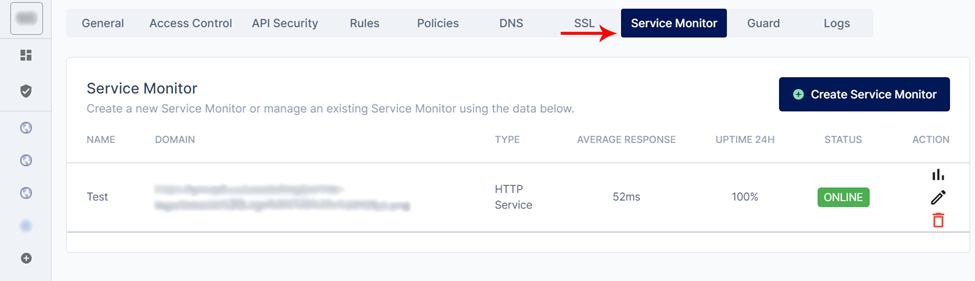 General Access Control API Security Rules Policies DNS SSL Service Monitor Guard Logs
Service Monitor
Create a new Service Monitor or manage an existing Service Monitor using the data below.
Create Service Monitor
NAME DOMAIN TYPE AVERAGE RESPONSE UPTIME 24H STATUS ACTION
Test HTTP Service 52ms 100% ONLINE